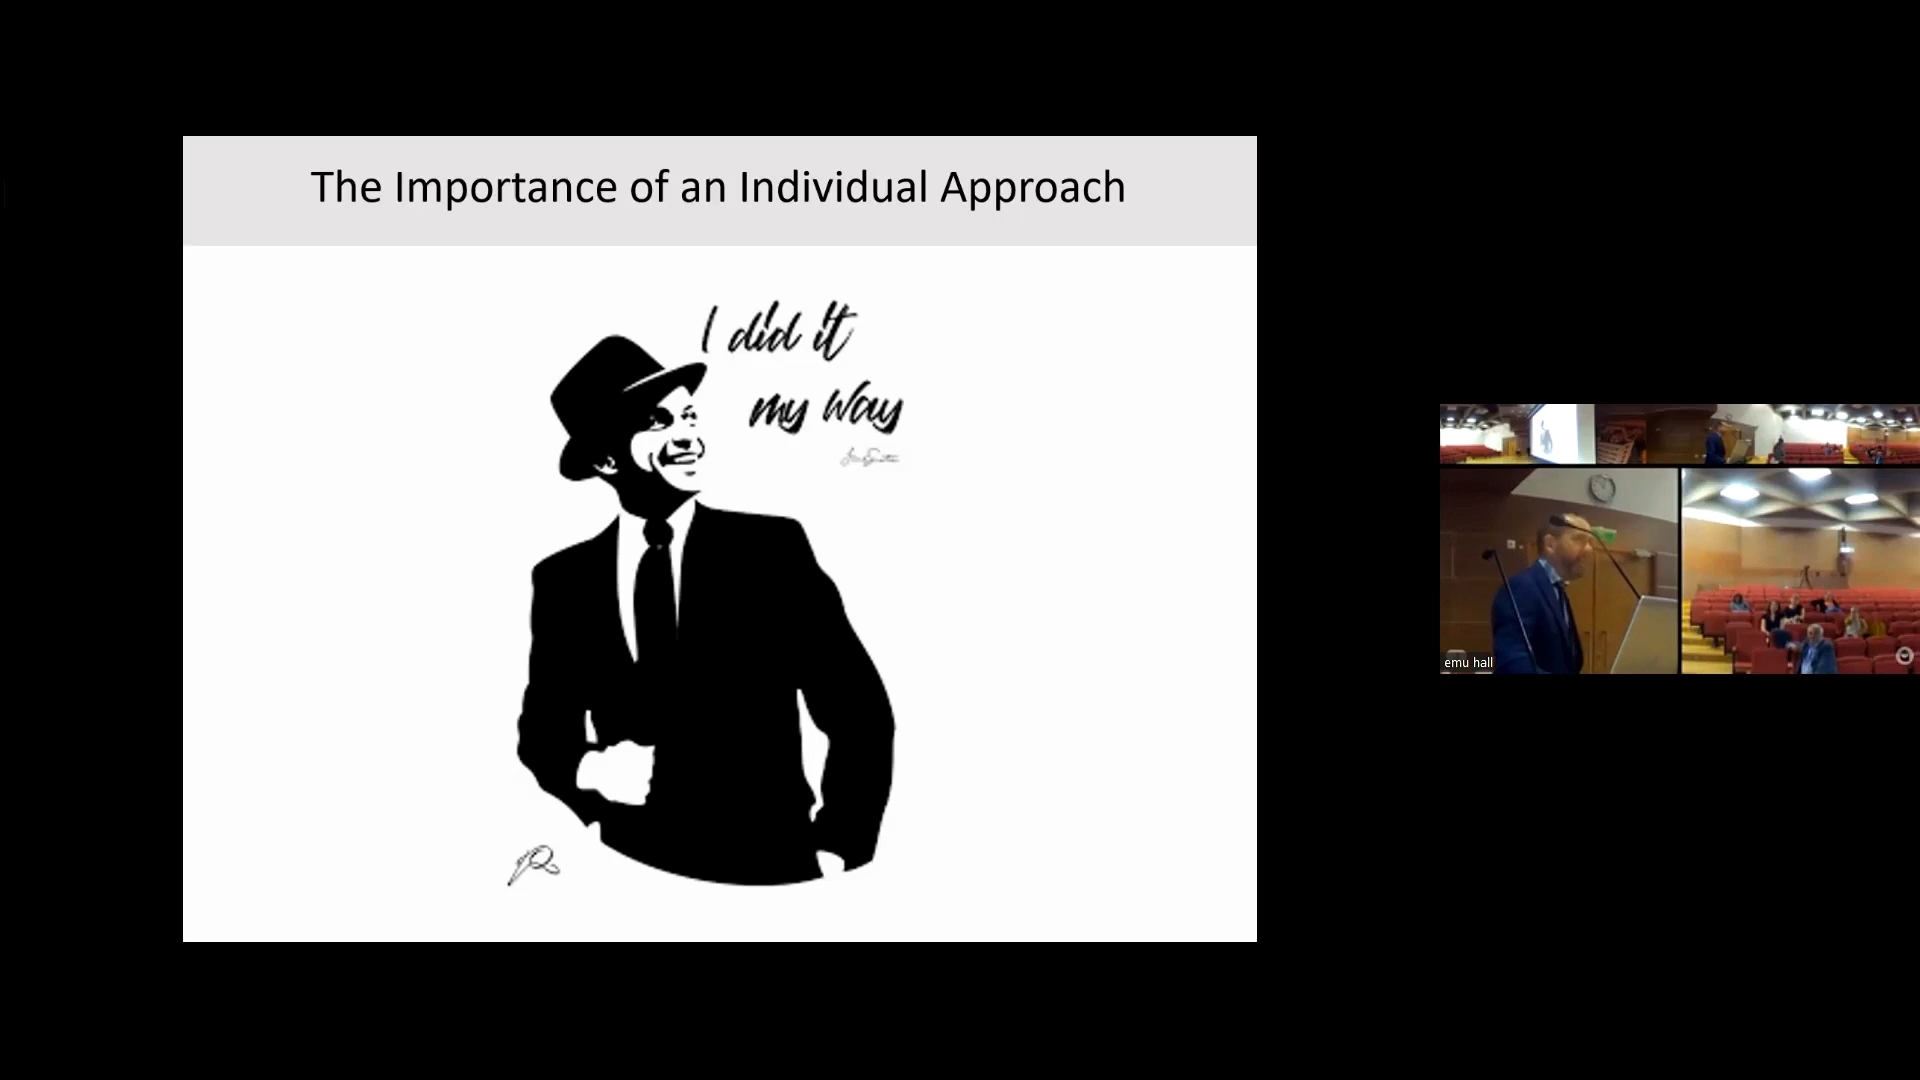 The Importance of an Individual Approach
I did it
my way
emu hall